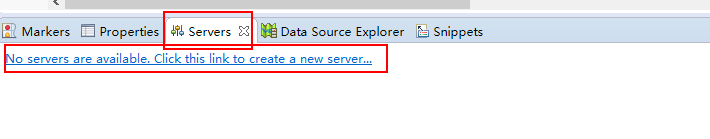 Markers Properties Servers Data Source Explorer Snippets
No servers are available. Click this link to create a new server...